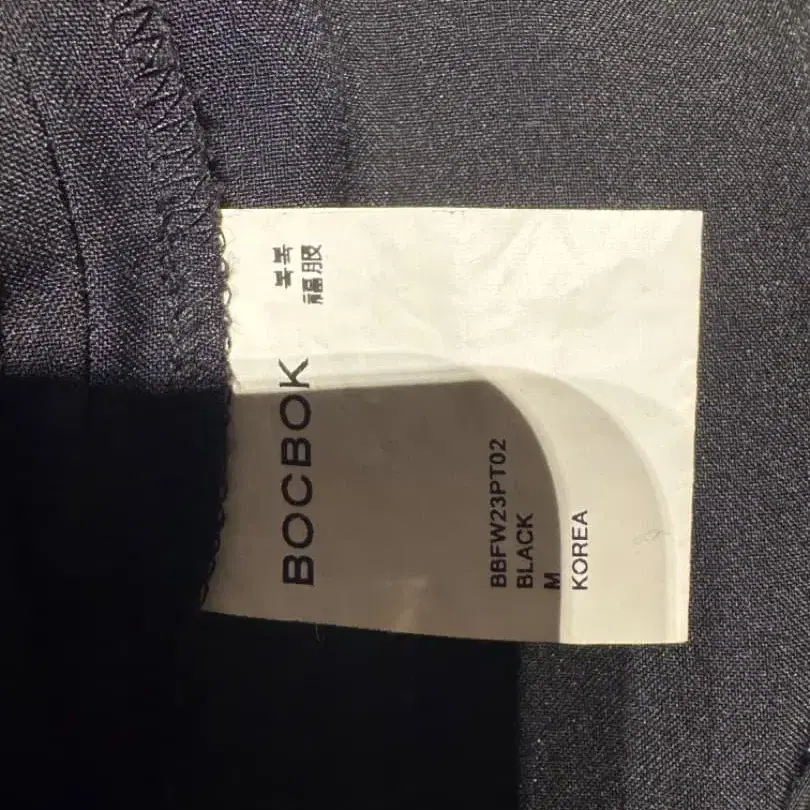 BOCBOK
복복
福服
BBFW23PT02
BLACK
M
KOREA